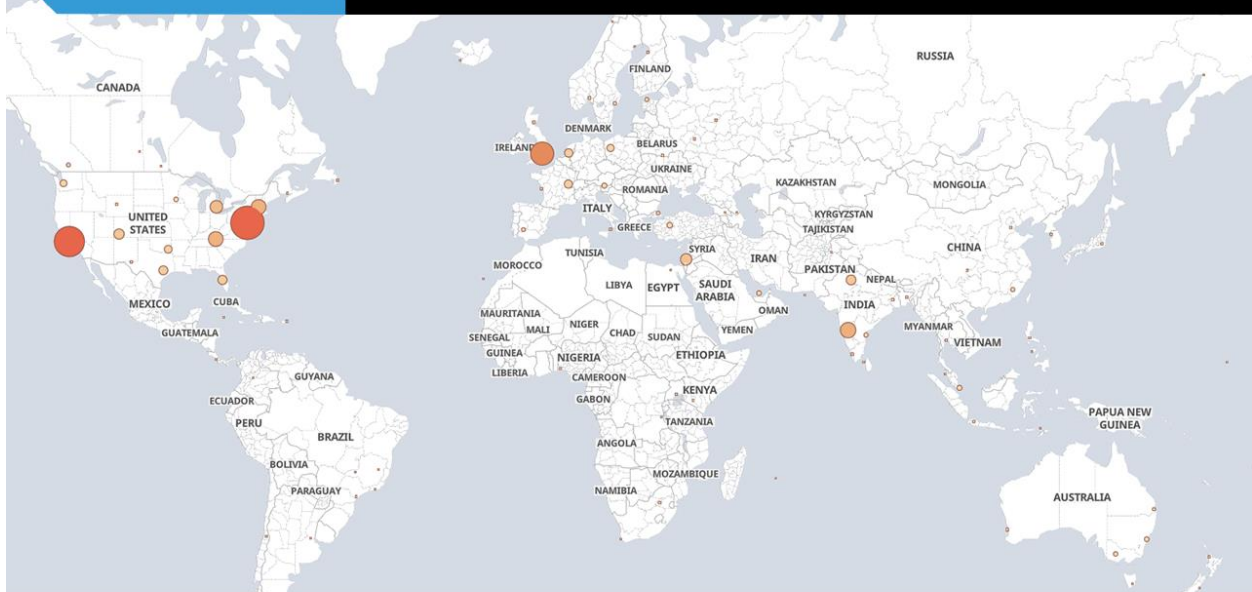 RUSSIA
FINLAND
CANADA
DENMARK
IRELAND
BELARUS
UKRAINE
KAZAKHSTAN
MONGOLIA
ROMANIA
ITALY
UNITED
STATES
KYRGYZSTAN
GREECE
TAJIKISTAN
CHINA
SYRIA
TUNISIA
IRAN
MOROCCO
PAKISTAN
NEPAL
LIBYA
EGYPT
SAUDI
ARABIA
MEXICO
CUBA
INDIA
OMAN
MAURITANIA
NIGER
CHAD
SUDAN
YEMEN
MYANMAR
GUATEMALA
MALI
SENEGAL
VIETNAM
GUINEA
NIGERIA
ETHIOPIA
LIBERIA
GUYANA
CAMEROON
KENYA
ECUADOR
GABON
PERU
TANZANIA
PAPUA NEW
GUINEA
BRAZIL
ANGOLA
BOLIVIA
MOZAMBIQUE
PARAGUAY
NAMIBIA
AUSTRALIA